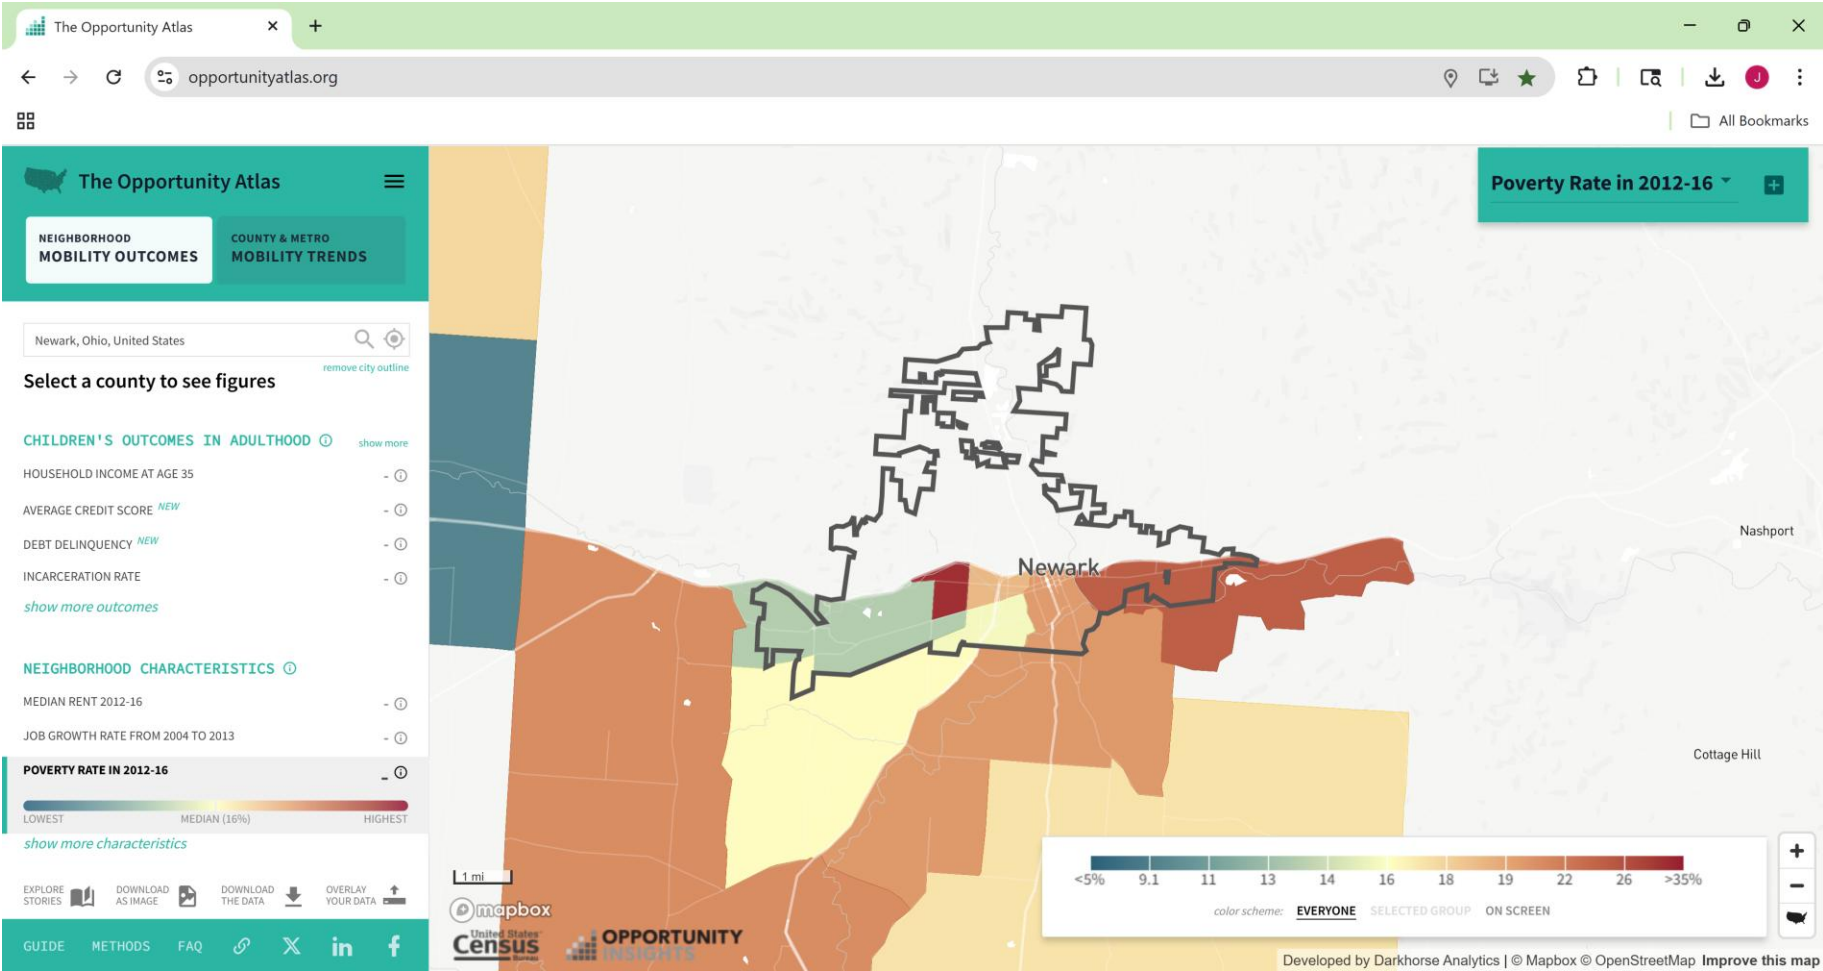 The Opportunity Atlas
opportunityatlas.org
J
All Bookmarks
The Opportunity Atlas
NEIGHBORHOOD
MOBILITY OUTCOMES
COUNTY & METRO
MOBILITY TRENDS
Newark, Ohio, United States
remove city outline
Select a county to see figures
CHILDREN'S OUTCOMES IN ADULTHOOD
show more
HOUSEHOLD INCOME AT AGE 35 -
AVERAGE CREDIT SCORE NEW -
DEBT DELINQUENCY NEW -
INCARCERATION RATE -
show more outcomes
NEIGHBORHOOD CHARACTERISTICS
MEDIAN RENT 2012-16 -
JOB GROWTH RATE FROM 2004 TO 2013 -
POVERTY RATE IN 2012-16 -
LOWEST MEDIAN (16%) HIGHEST
show more characteristics
EXPLORE STORIES
DOWNLOAD AS IMAGE
DOWNLOAD THE DATA
OVERLAY YOUR DATA
GUIDE METHODS FAQ
Poverty Rate in 2012-16
Newark
Nashport
Cottage Hill
1 mi
mapbox
United States
Census
Bureau
OPPORTUNITY
INSIGHTS
<5% 9.1 11 13 14 16 18 19 22 26 >35%
color scheme: EVERYONE SELECTED GROUP ON SCREEN
Developed by Darkhorse Analytics | © Mapbox © OpenStreetMap Improve this map